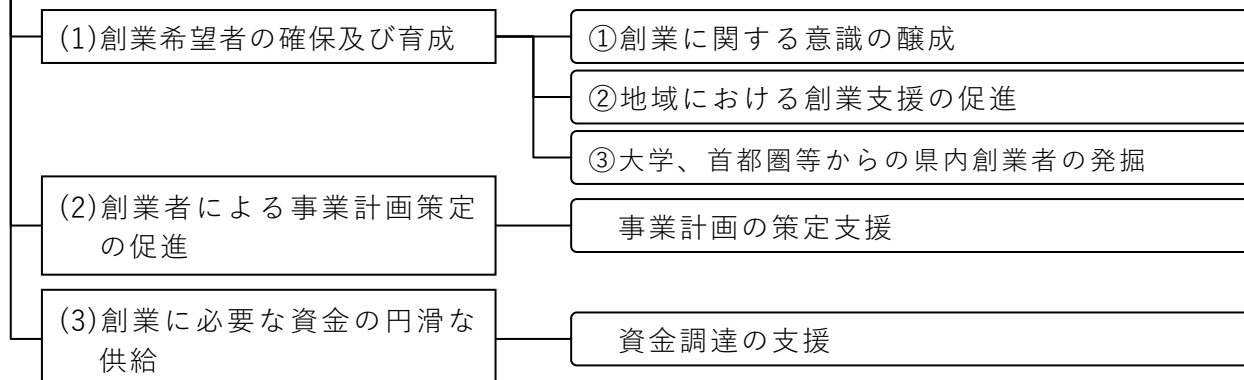 (1)創業希望者の確保及び育成
①創業に関する意識の醸成
②地域における創業支援の促進
③大学、首都圏等からの県内創業者の発掘
(2)創業者による事業計画策定
の促進
事業計画の策定支援
(3)創業に必要な資金の円滑な
供給
資金調達の支援